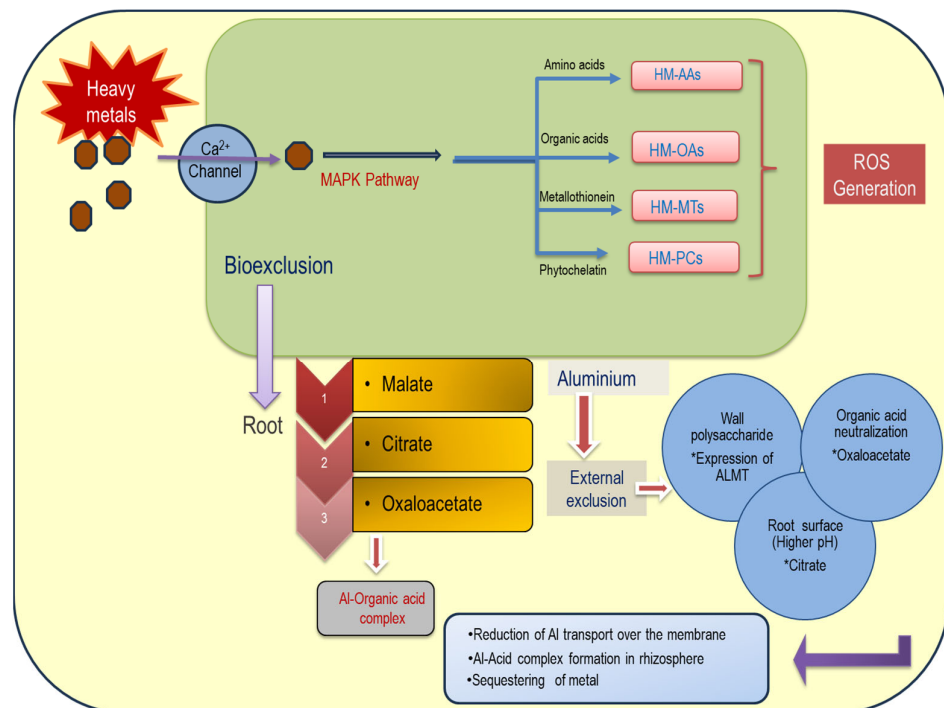 Heavy
metals
Ca²⁺
Channel
MAPK Pathway
Amino acids
HM-AAs
Organic acids
HM-OAs
Metallothionein
HM-MTs
Phytochelatin
HM-PCs
ROS
Generation
Bioexclusion
Root
1
• Malate
2
• Citrate
3
• Oxaloacetate
Al-Organic acid
complex
Aluminium
External
exclusion
Wall
polysaccharide
*Expression of
ALMT
Organic acid
neutralization
*Oxaloacetate
Root surface
(Higher pH)
*Citrate
•Reduction of Al transport over the membrane
•Al-Acid complex formation in rhizosphere
•Sequestering of metal